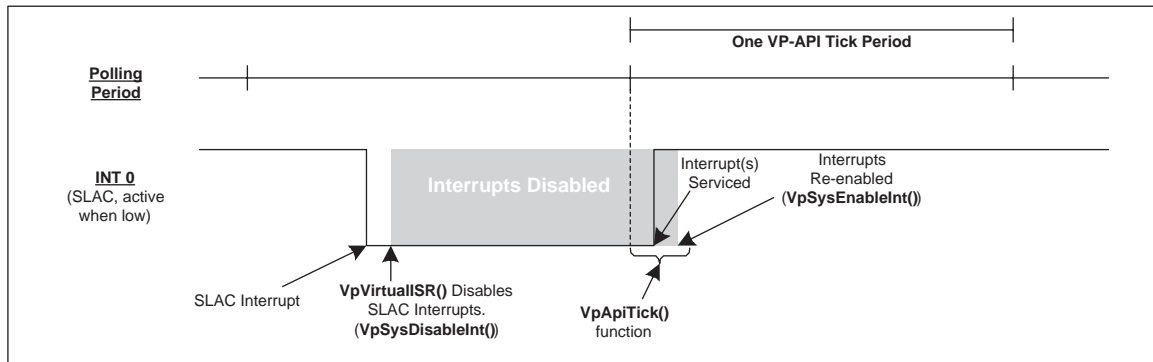 One VP-API Tick Period
Polling
Period
INT 0
(SLAC, active
when low)
Interrupts Disabled
Interrupt(s)
Serviced
Interrupts
Re-enabled
(VpSysEnableInt())
SLAC Interrupt
VpVirtualISR() Disables
SLAC Interrupts.
(VpSysDisableInt())
VpApiTick()
function